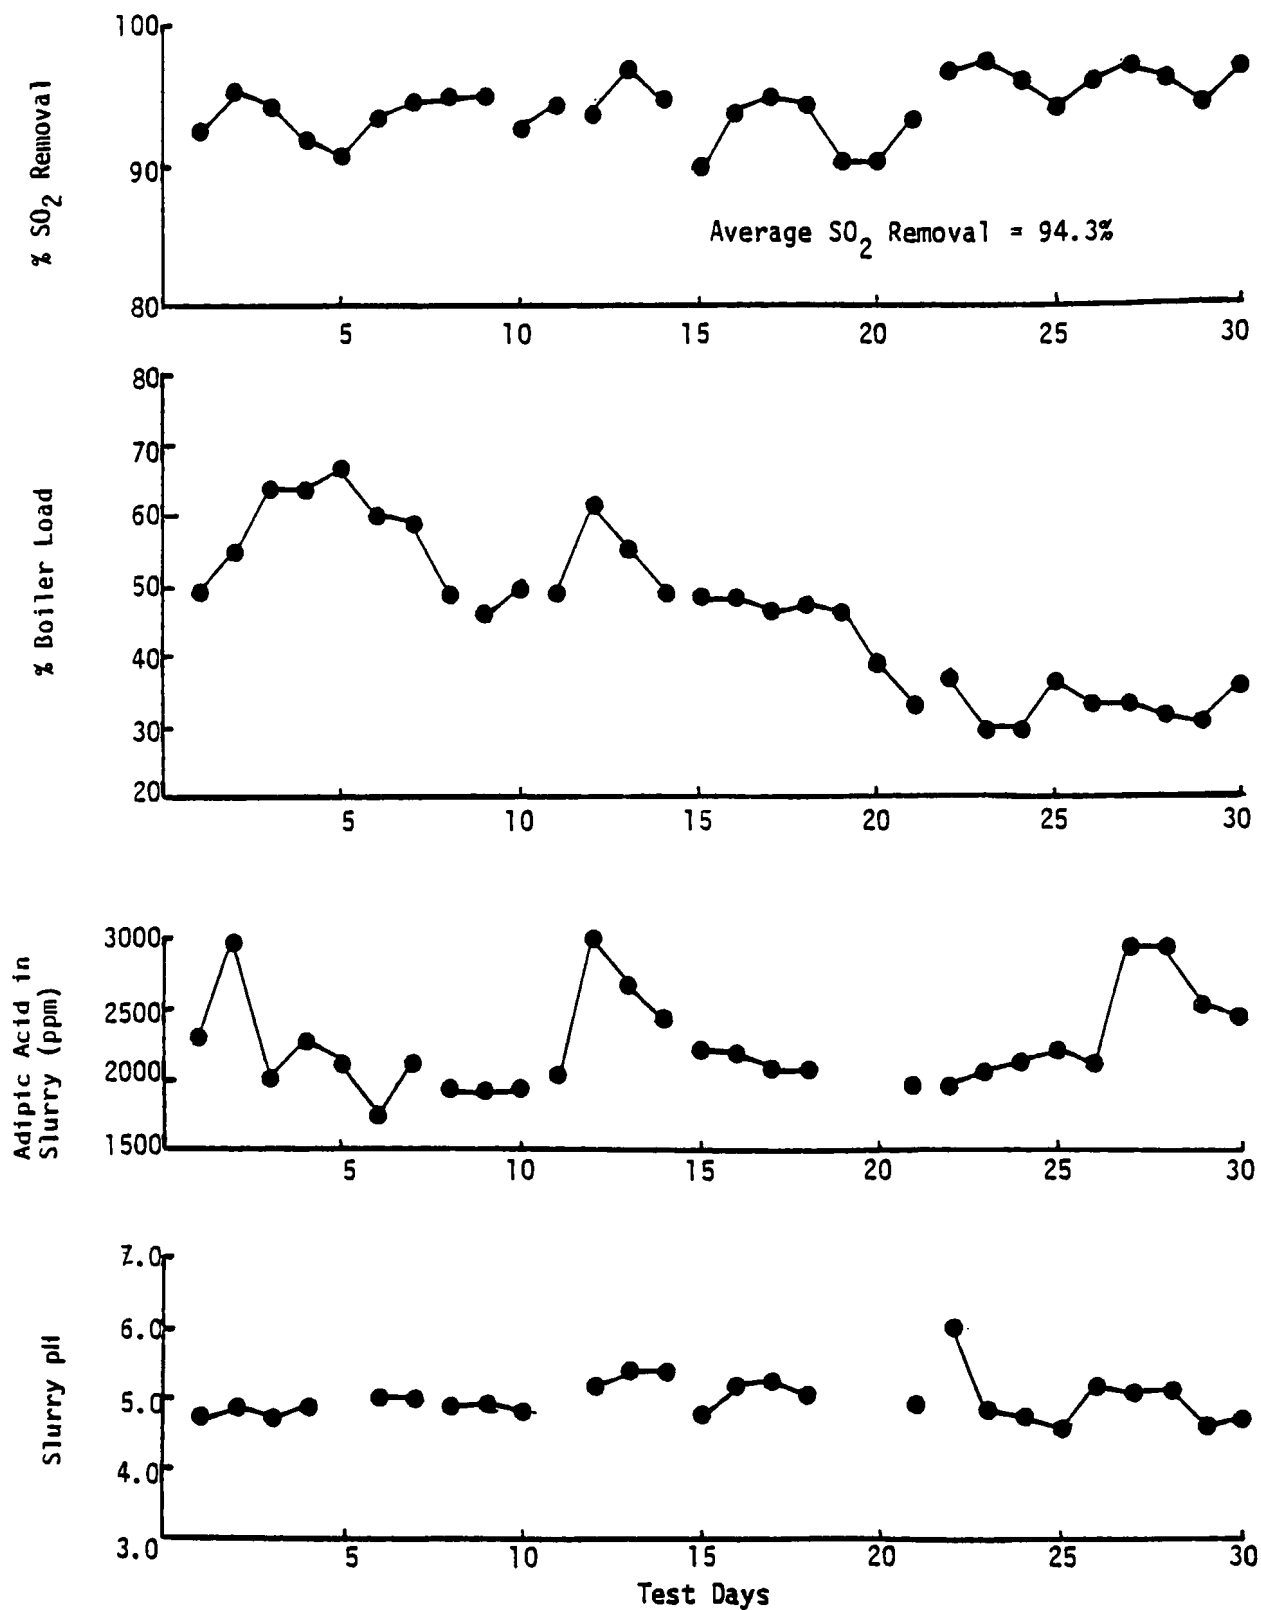 100
90
80
% SO2 Removal
Average SO2 Removal = 94.3%
5 10 15 20 25 30
80
70
60
50
40
30
20
% Boiler Load
5 10 15 20 25 30
3000
2500
2000
1500
Adipic Acid in
Slurry (ppm)
5 10 15 20 25 30
7.0
6.0
5.0
4.0
3.0
Slurry pH
5 10 15 20 25 30
Test Days